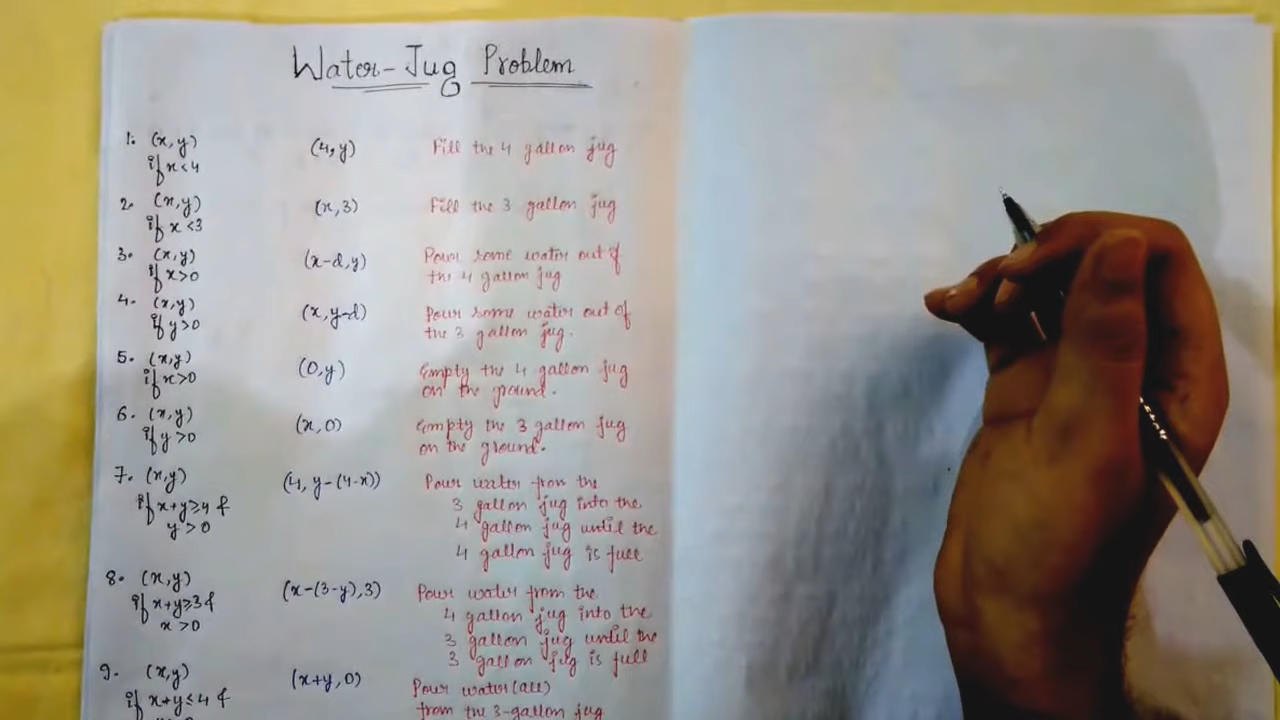 Water-Jug Problem
1. (x,y) (4,y) Fill the 4 gallon jug
if x<4
2. (x,y) (x,3) Fill the 3 gallon jug
if x<3
3. (x,y) (x-d,y) Pour some water out of
if x>0 the 4 gallon jug
4. (x,y) (x,y-d) Pour some water out of
if y>0 the 3 gallon jug.
5. (x,y) (0,y) Empty the 4 gallon jug
if x>0 on the ground.
6. (x,y) (x,0) Empty the 3 gallon jug
if y>0 on the ground.
7. (x,y) (4, y-(4-x)) Pour water from the
if x+y≥4 & 3 gallon jug into the
y>0 4 gallon jug until the
4 gallon jug is full
8. (x,y) (x-(3-y),3) Pour water from the
if x+y≥3 & 4 gallon jug into the
x>0 3 gallon jug until the
3 gallon jug is full
9. (x,y) (x+y, 0) Pour water (all)
if x+y≤4 & from the 3-gallon jug